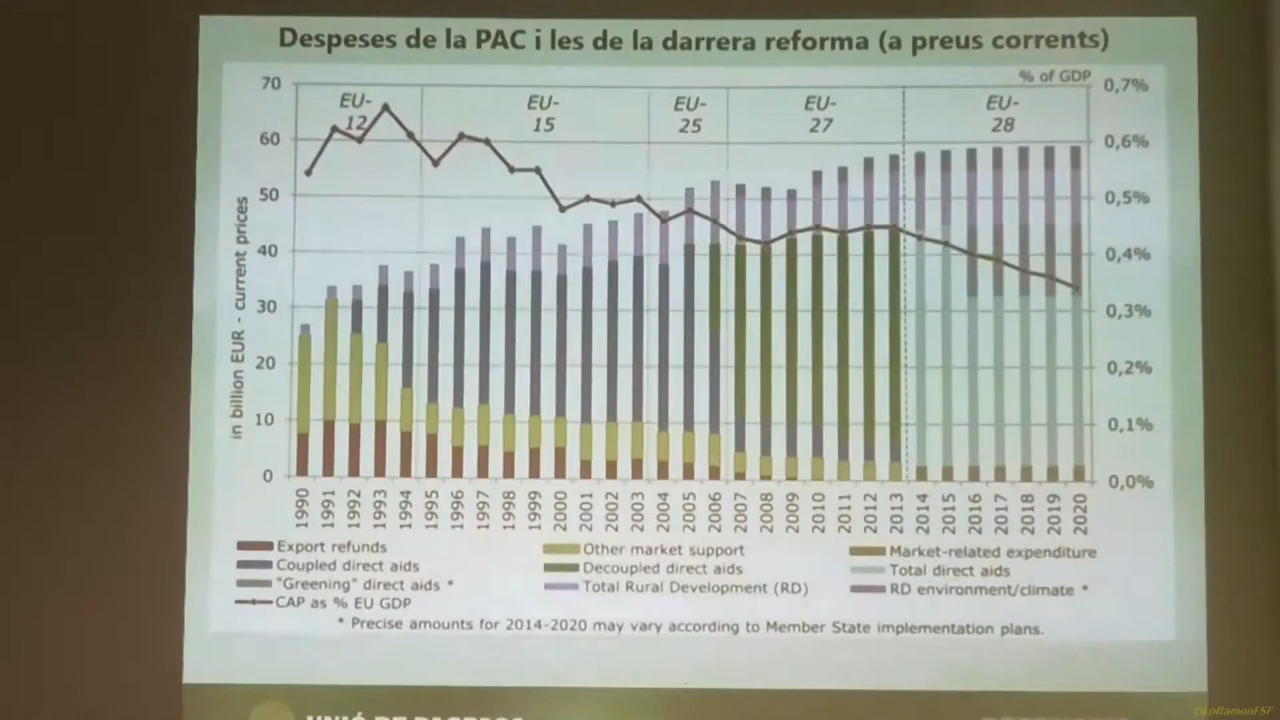 Despeses de la PAC i les de la darrera reforma (a preus corrents)
% of GDP
70
60
50
40
30
20
10
0
in billion EUR - current prices
EU-
12
EU-
15
EU-
25
EU-
27
EU-
28
0,7%
0,6%
0,5%
0,4%
0,3%
0,2%
0,1%
0,0%
1990 1991 1992 1993 1994 1995 1996 1997 1998 1999 2000 2001 2002 2003 2004 2005 2006 2007 2008 2009 2010 2011 2012 2013 2014 2015 2016 2017 2018 2019 2020
Export refunds
Other market support
Market-related expenditure
Coupled direct aids
Decoupled direct aids
Total direct aids
"Greening" direct aids *
Total Rural Development (RD)
RD environment/climate *
CAP as % EU GDP
* Precise amounts for 2014-2020 may vary according to Member State implementation plans.
UNIÓ DE PAGESOS
©LoRamonFSF